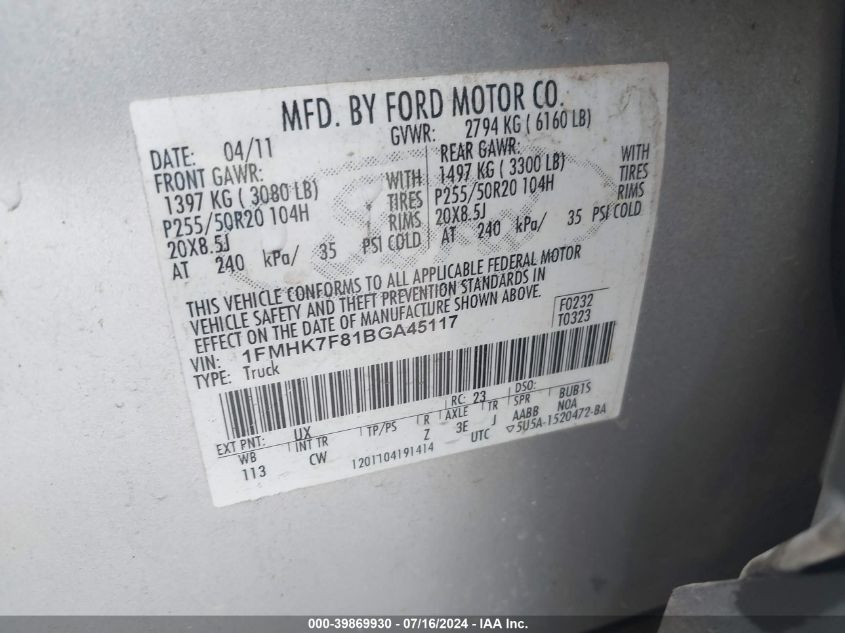 MFD. BY FORD MOTOR CO.
DATE: 04/11 GVWR: 2794 KG ( 6160 LB)
FRONT GAWR: REAR GAWR:
1397 KG ( 3080 LB) WITH 1497 KG ( 3300 LB) WITH
P255/50R20 104H TIRES P255/50R20 104H TIRES
20X8.5J RIMS 20X8.5J RIMS
AT 240 kPa/ 35 PSI COLD AT 240 kPa/ 35 PSI COLD
THIS VEHICLE CONFORMS TO ALL APPLICABLE FEDERAL MOTOR
VEHICLE SAFETY AND THEFT PREVENTION STANDARDS IN
EFFECT ON THE DATE OF MANUFACTURE SHOWN ABOVE.
VIN: 1FMHK7F81BGA45117 F0232
TYPE: Truck T0323
EXT PNT: UX RC: 23 DSO:
WB INT TR TP/PS R AXLE TR SPR BUB1S
113 CW Z 3E J AABB NOA
1201104191414 UTC ▽5U5A-1520472-BA
000-39869930 - 07/16/2024 - IAA Inc.